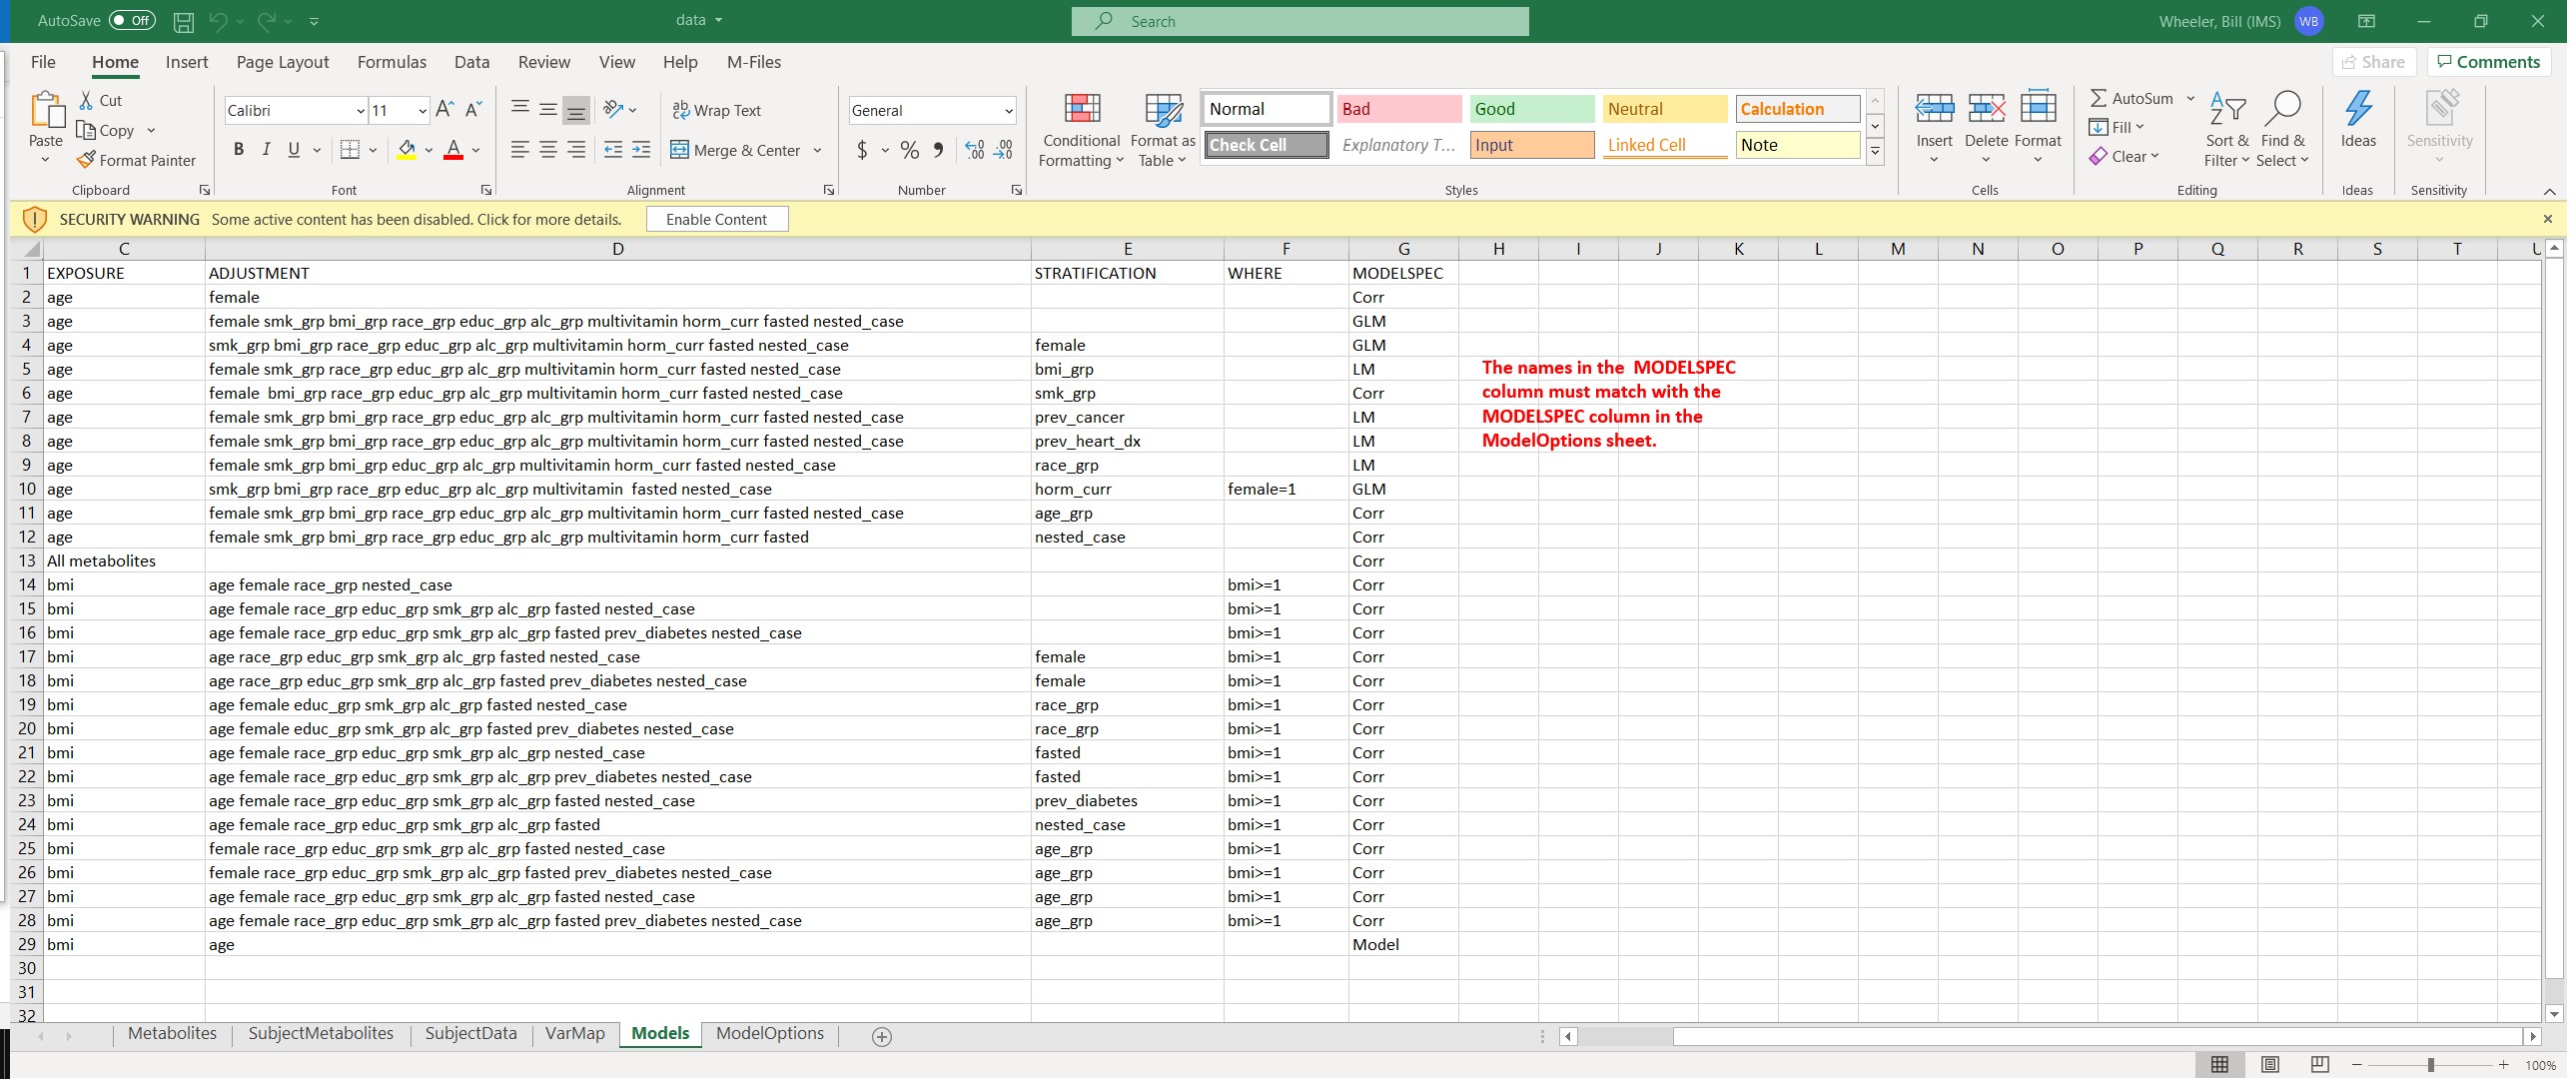 AutoSave Off data Search Wheeler, Bill (IMS) WB
File Home Insert Page Layout Formulas Data Review View Help M-Files Share Comments
Paste Cut Copy Format Painter Clipboard
Calibri 11 A A B I U A Font
ab Wrap Text Merge & Center Alignment
General $ % Number
Conditional Formatting Format as Table Normal Bad Good Neutral Calculation
Check Cell Explanatory T... Input Linked Cell Note
Styles
Insert Delete Format Cells
AutoSum Fill Clear Sort & Filter Find & Select Editing
Ideas Ideas
Sensitivity Sensitivity
SECURITY WARNING Some active content has been disabled. Click for more details. Enable Content
C D E F G H I J K L M N O P Q R S T U
1 EXPOSURE ADJUSTMENT STRATIFICATION WHERE MODELSPEC
2 age female Corr
3 age female smk_grp bmi_grp race_grp educ_grp alc_grp multivitamin horm_curr fasted nested_case GLM
4 age smk_grp bmi_grp race_grp educ_grp alc_grp multivitamin horm_curr fasted nested_case female GLM
5 age female smk_grp race_grp educ_grp alc_grp multivitamin horm_curr fasted nested_case bmi_grp LM
6 age female  bmi_grp race_grp educ_grp alc_grp multivitamin horm_curr fasted nested_case smk_grp Corr
7 age female smk_grp bmi_grp race_grp educ_grp alc_grp multivitamin horm_curr fasted nested_case prev_cancer LM
8 age female smk_grp bmi_grp race_grp educ_grp alc_grp multivitamin horm_curr fasted nested_case prev_heart_dx LM
9 age female smk_grp bmi_grp educ_grp alc_grp multivitamin horm_curr fasted nested_case race_grp LM
10 age smk_grp bmi_grp race_grp educ_grp alc_grp multivitamin  fasted nested_case horm_curr female=1 GLM
11 age female smk_grp bmi_grp race_grp educ_grp alc_grp multivitamin horm_curr fasted nested_case age_grp Corr
12 age female smk_grp bmi_grp race_grp educ_grp alc_grp multivitamin horm_curr fasted nested_case Corr
13 All metabolites Corr
14 bmi age female race_grp nested_case bmi>=1 Corr
15 bmi age female race_grp educ_grp smk_grp alc_grp fasted nested_case bmi>=1 Corr
16 bmi age female race_grp educ_grp smk_grp alc_grp fasted prev_diabetes nested_case bmi>=1 Corr
17 bmi age race_grp educ_grp smk_grp alc_grp fasted nested_case female bmi>=1 Corr
18 bmi age race_grp educ_grp smk_grp alc_grp fasted prev_diabetes nested_case female bmi>=1 Corr
19 bmi age female educ_grp smk_grp alc_grp fasted nested_case race_grp bmi>=1 Corr
20 bmi age female educ_grp smk_grp alc_grp fasted prev_diabetes nested_case race_grp bmi>=1 Corr
21 bmi age female race_grp educ_grp smk_grp alc_grp nested_case fasted bmi>=1 Corr
22 bmi age female race_grp educ_grp smk_grp alc_grp prev_diabetes nested_case fasted bmi>=1 Corr
23 bmi age female race_grp educ_grp smk_grp alc_grp fasted nested_case prev_diabetes bmi>=1 Corr
24 bmi age female race_grp educ_grp smk_grp alc_grp fasted nested_case bmi>=1 Corr
25 bmi female race_grp educ_grp smk_grp alc_grp fasted nested_case age_grp bmi>=1 Corr
26 bmi female race_grp educ_grp smk_grp alc_grp fasted prev_diabetes nested_case age_grp bmi>=1 Corr
27 bmi age female race_grp educ_grp smk_grp alc_grp fasted nested_case age_grp bmi>=1 Corr
28 bmi age female race_grp educ_grp smk_grp alc_grp fasted prev_diabetes nested_case age_grp bmi>=1 Corr
29 bmi age Model
30
31
32
The names in the  MODELSPEC
column must match with the
MODELSPEC column in the
ModelOptions sheet.
Metabolites SubjectMetabolites SubjectData VarMap Models ModelOptions
100%